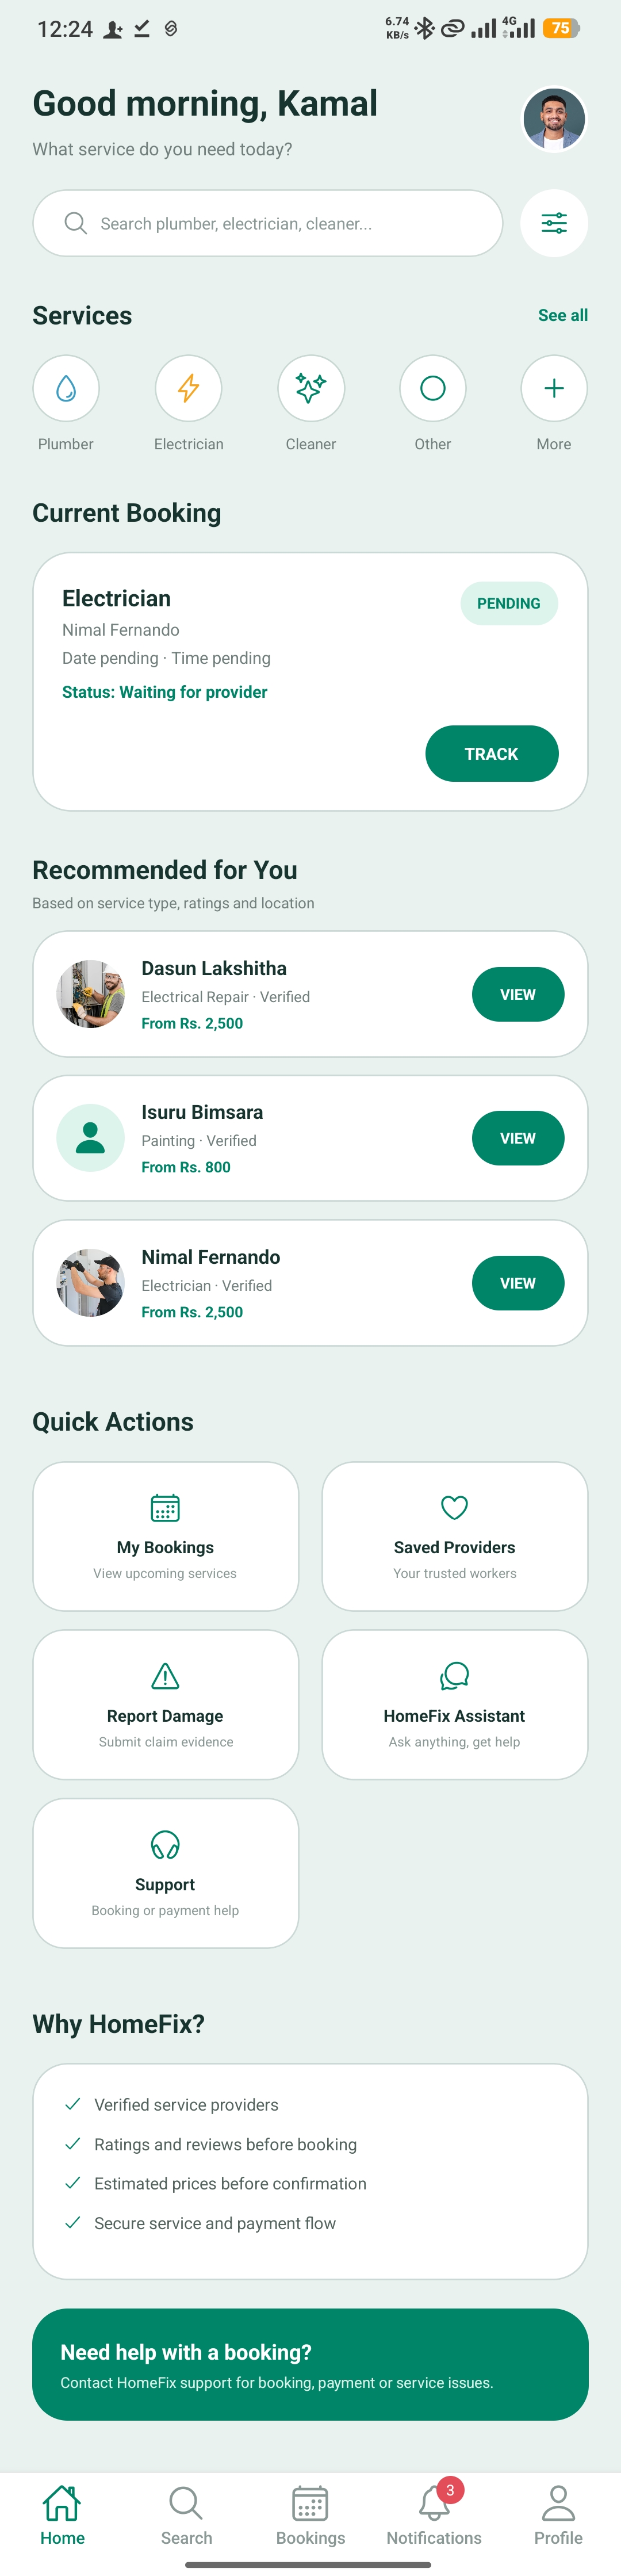 12:24
6.74
KB/s
4G
75
Good morning, Kamal
What service do you need today?
Search plumber, electrician, cleaner...
Services
See all
Plumber
Electrician
Cleaner
Other
More
Current Booking
Electrician
PENDING
Nimal Fernando
Date pending · Time pending
Status: Waiting for provider
TRACK
Recommended for You
Based on service type, ratings and location
Dasun Lakshitha
Electrical Repair · Verified
From Rs. 2,500
VIEW
Isuru Bimsara
Painting · Verified
From Rs. 800
VIEW
Nimal Fernando
Electrician · Verified
From Rs. 2,500
VIEW
Quick Actions
My Bookings
View upcoming services
Saved Providers
Your trusted workers
Report Damage
Submit claim evidence
HomeFix Assistant
Ask anything, get help
Support
Booking or payment help
Why HomeFix?
Verified service providers
Ratings and reviews before booking
Estimated prices before confirmation
Secure service and payment flow
Need help with a booking?
Contact HomeFix support for booking, payment or service issues.
3
Home
Search
Bookings
Notifications
Profile